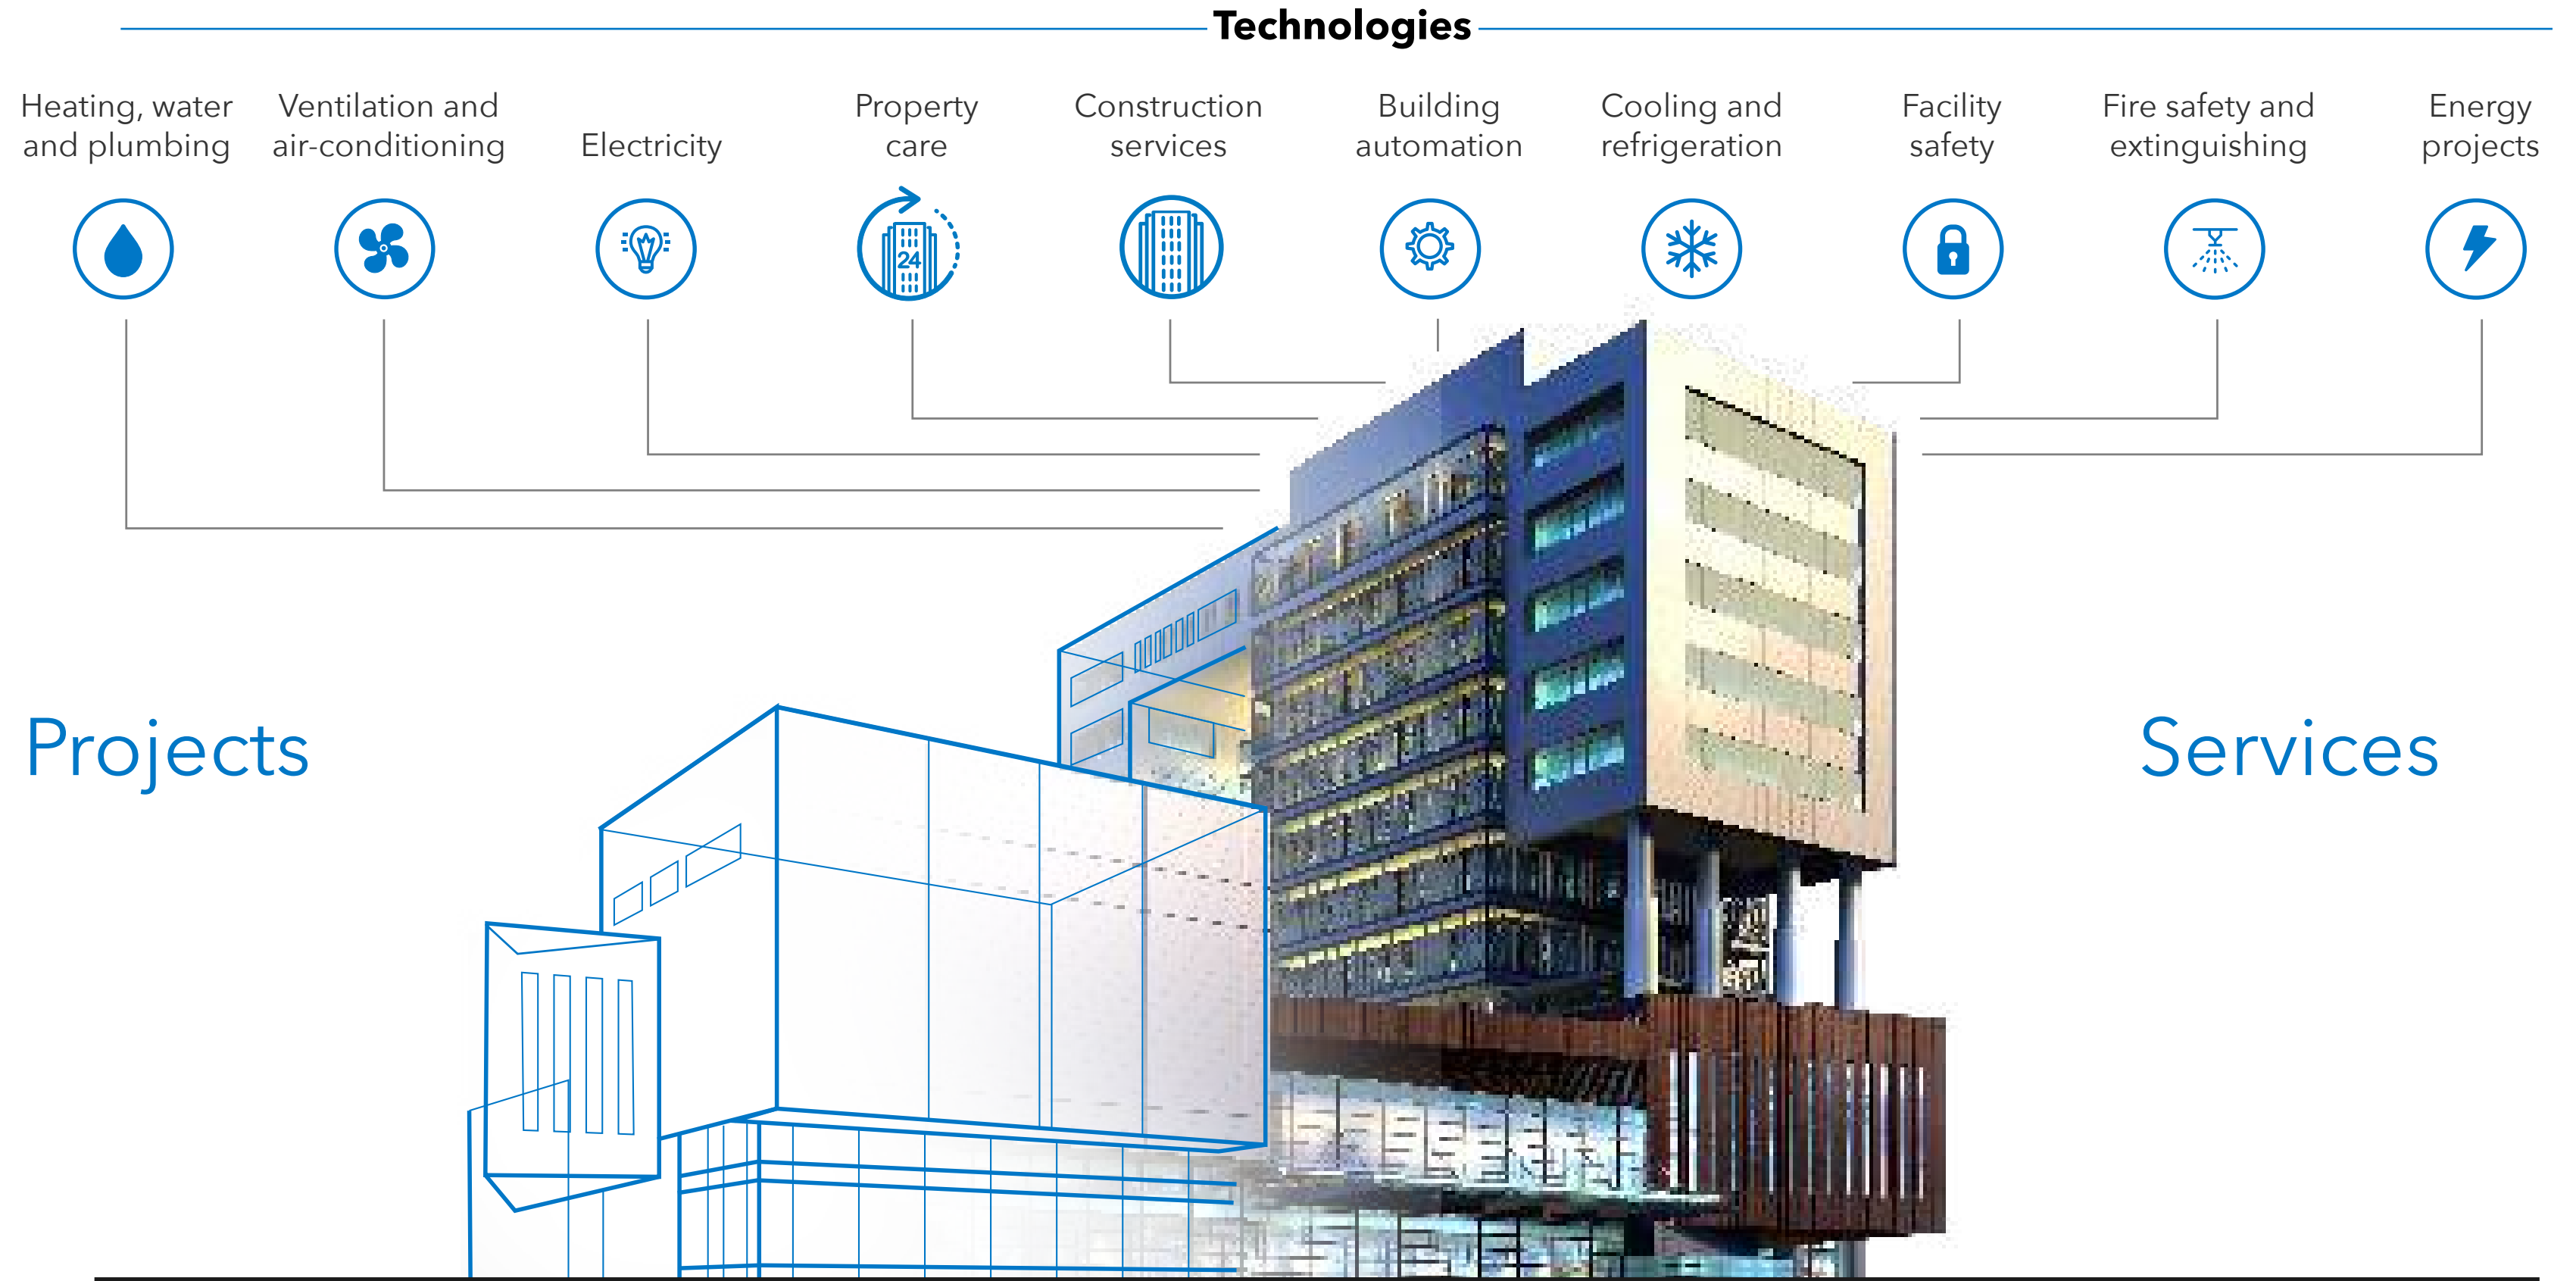 Technologies
Heating, water
and plumbing
Ventilation and
air-conditioning
Electricity
Property
care
Construction
services
Building
automation
Cooling and
refrigeration
Facility
safety
Fire safety and
extinguishing
Energy
projects
24
Projects
Services